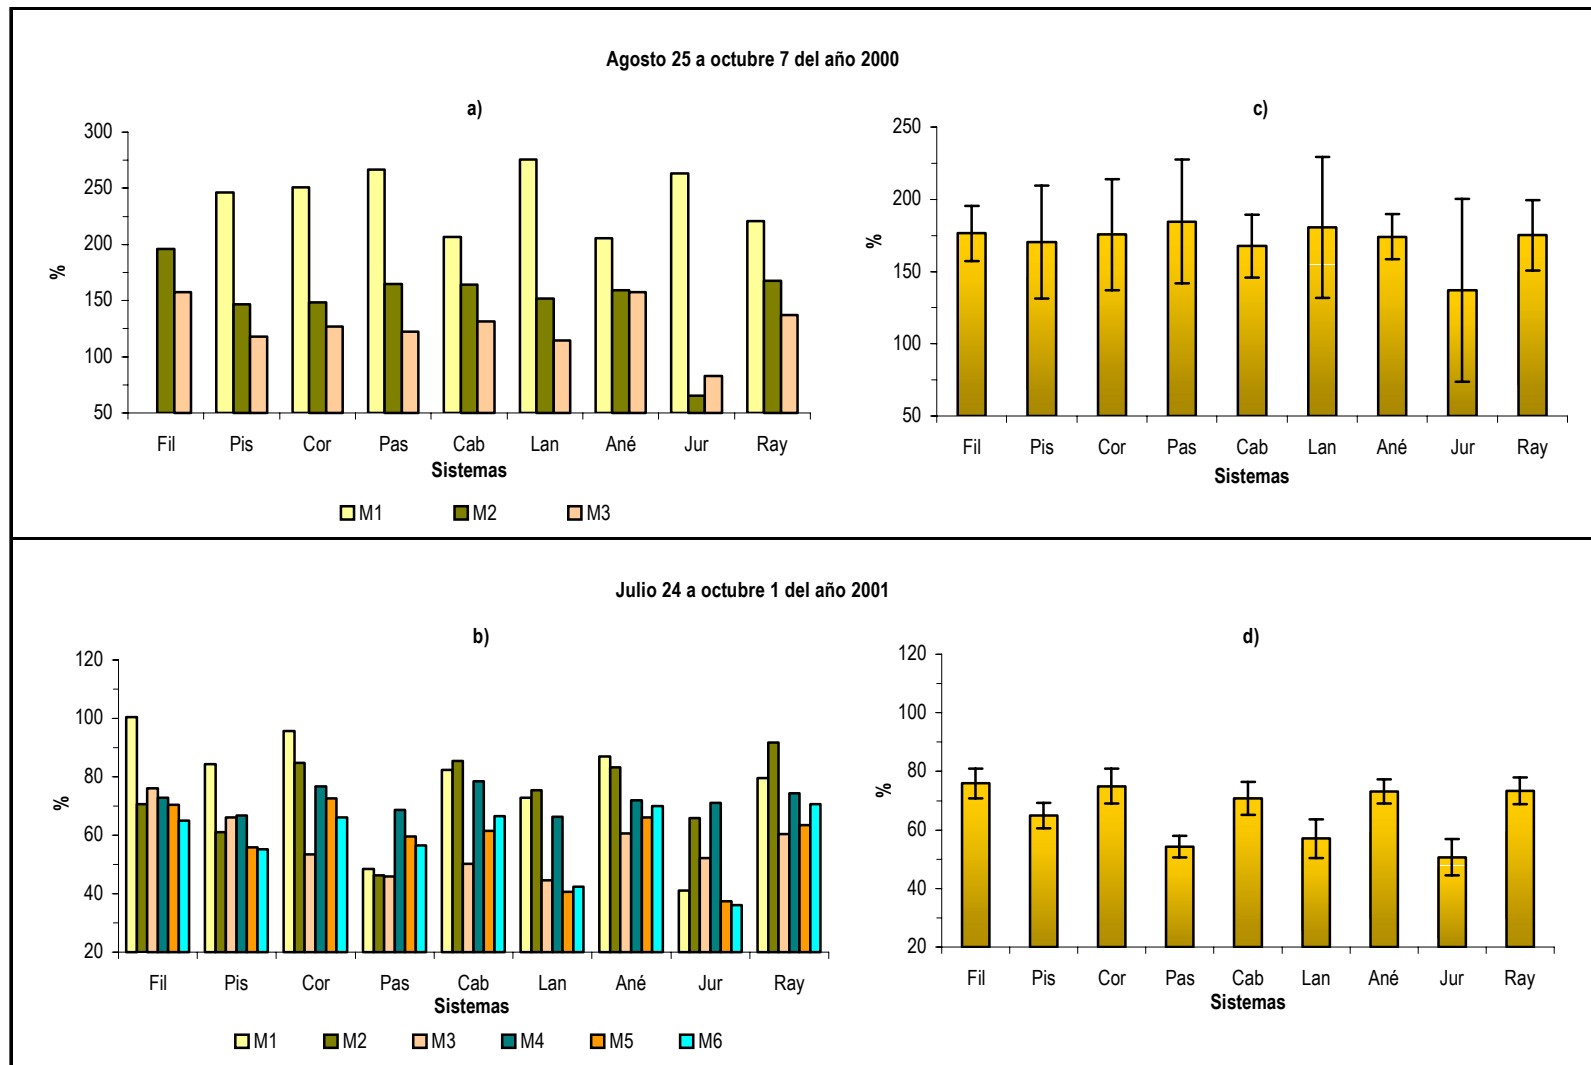 Agosto 25 a octubre 7 del año 2000
a)
300
250
200
150
100
50
%
Fil Pis Cor Pas Cab Lan Ané Jur Ray
Sistemas
M1 M2 M3
c)
250
200
150
100
50
%
Fil Pis Cor Pas Cab Lan Ané Jur Ray
Sistemas
Julio 24 a octubre 1 del año 2001
b)
120
100
80
60
40
20
%
Fil Pis Cor Pas Cab Lan Ané Jur Ray
Sistemas
M1 M2 M3 M4 M5 M6
d)
120
100
80
60
40
20
%
Fil Pis Cor Pas Cab Lan Ané Jur Ray
Sistemas